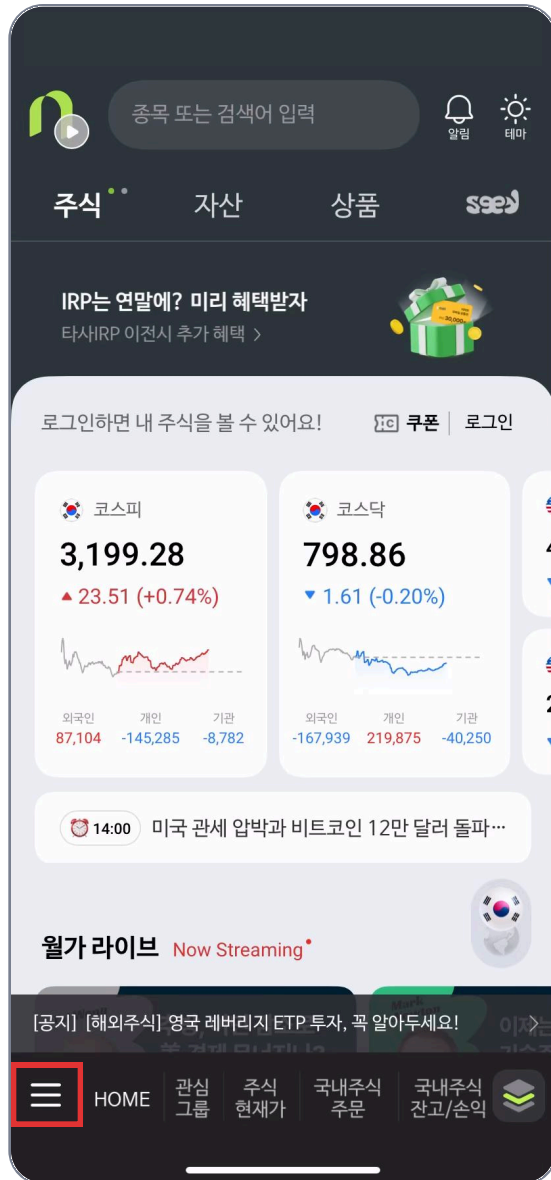 종목 또는 검색어 입력
알림
테마
주식
자산
상품
IRP는 연말에? 미리 혜택받자
타사IRP 이전시 추가 혜택 >
30,000
로그인하면 내 주식을 볼 수 있어요!
쿠폰
로그인
코스피
3,199.28
▲ 23.51 (+0.74%)
외국인 개인 기관
87,104 -145,285 -8,782
코스닥
798.86
▼ 1.61 (-0.20%)
외국인 개인 기관
-167,939 219,875 -40,250
14:00 미국 관세 압박과 비트코인 12만 달러 돌파…
월가 라이브 Now Streaming
[공지] [해외주식] 영국 레버리지 ETP 투자, 꼭 알아두세요!
HOME
관심
그룹
주식
현재가
국내주식
주문
국내주식
잔고/손익